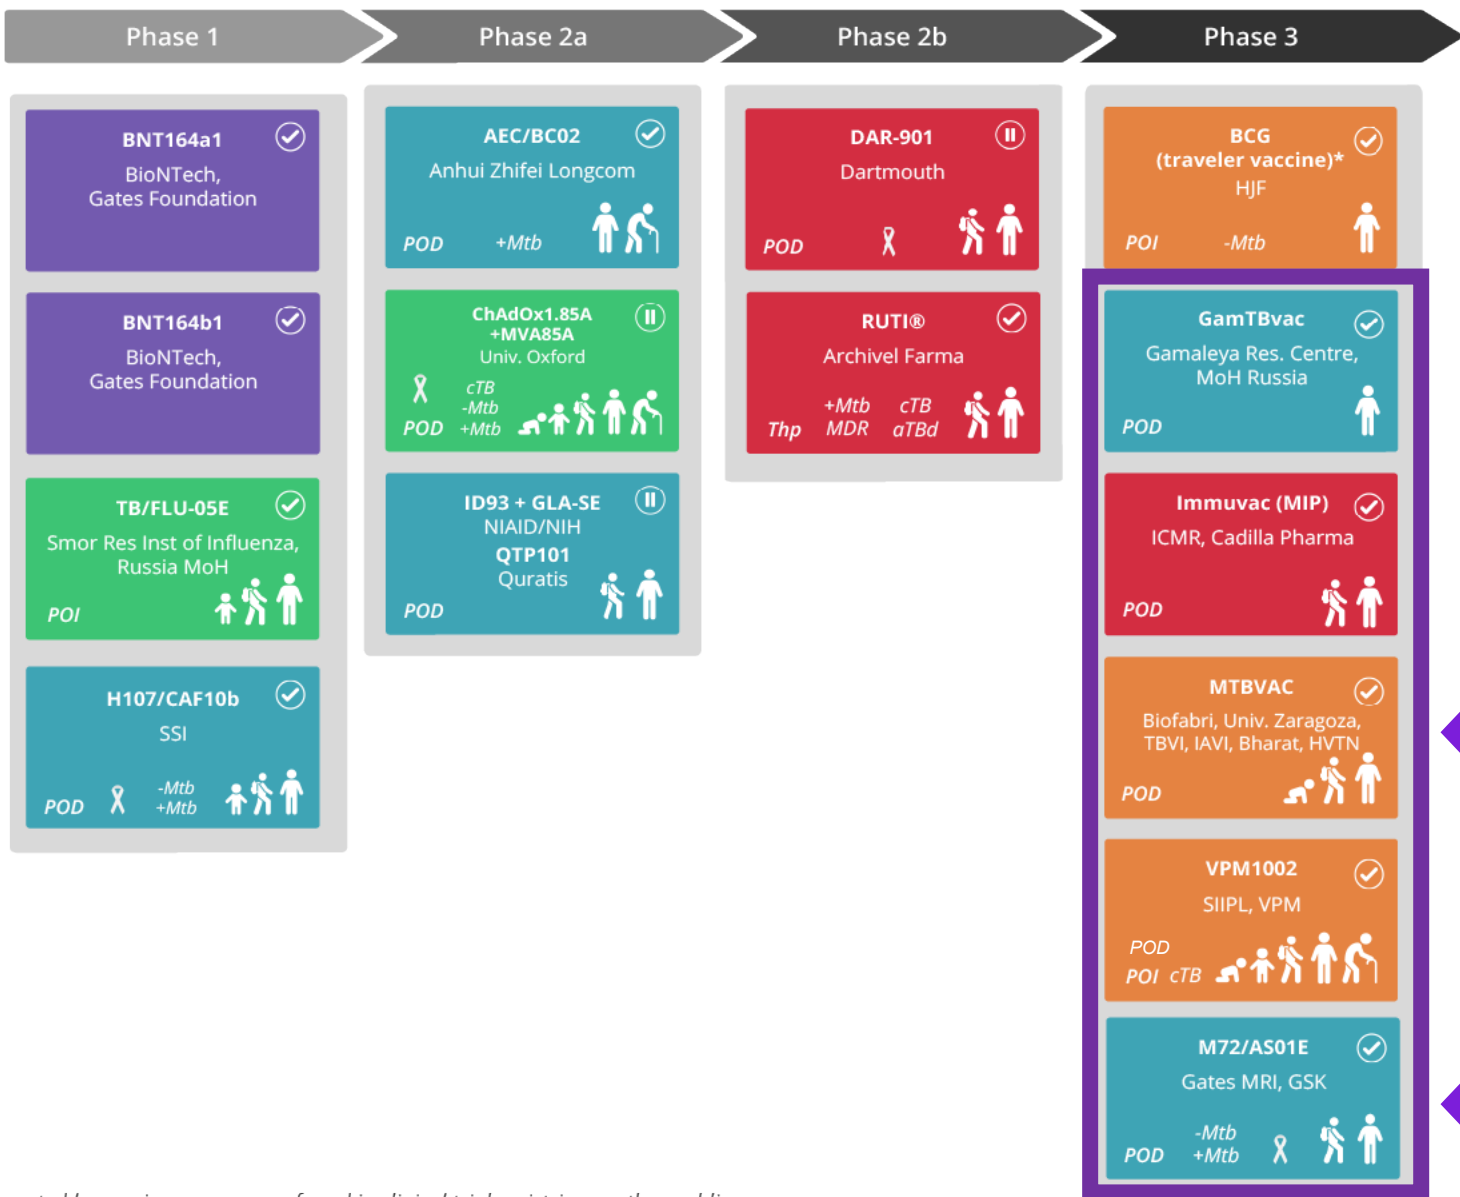 Phase 1
Phase 2a
Phase 2b
Phase 3
BNT164a1
BioNTech,
Gates Foundation
BNT164b1
BioNTech,
Gates Foundation
TB/FLU-05E
Smor Res Inst of Influenza,
Russia MoH
POI
H107/CAF10b
SSI
POD
-Mtb
+Mtb
AEC/BC02
Anhui Zhifei Longcom
POD
+Mtb
ChAdOx1.85A
+MVA85A
Univ. Oxford
cTB
-Mtb
POD +Mtb
ID93 + GLA-SE
NIAID/NIH
QTP101
Quratis
POD
DAR-901
Dartmouth
POD
RUTI®
Archivel Farma
+Mtb cTB
Thp MDR aTBd
BCG
(traveler vaccine)*
HJF
POI -Mtb
GamTBvac
Gamaleya Res. Centre,
MoH Russia
POD
Immuvac (MIP)
ICMR, Cadilla Pharma
POD
MTBVAC
Biofabri, Univ. Zaragoza,
TBVI, IAVI, Bharat, HVTN
POD
VPM1002
SIIPL, VPM
POD
POI cTB
M72/AS01E
Gates MRI, GSK
-Mtb
POD +Mtb